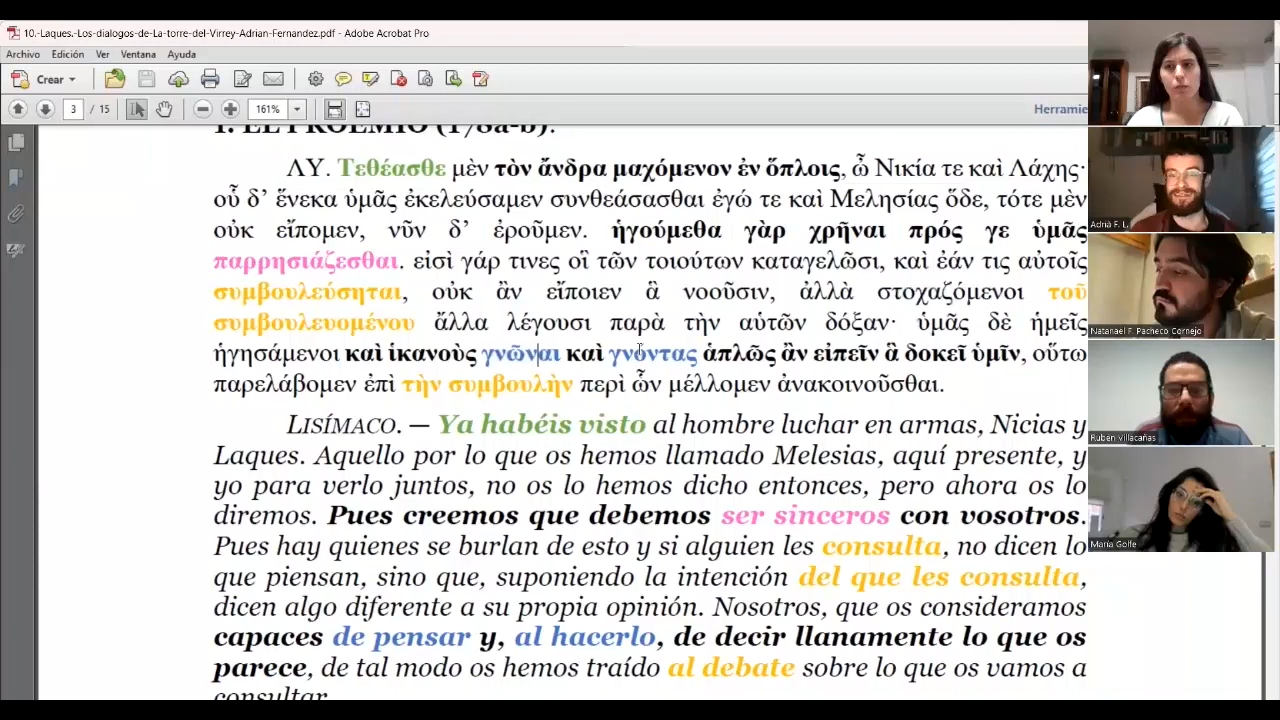 10.-Laques.-Los-dialogos-de-La-torre-del-Virrey-Adrian-Fernandez.pdf - Adobe Acrobat Pro
Archivo Edición Ver Ventana Ayuda
Crear
3 / 15 161% Herramie
1. EL PROEMIO (178a-b).
ΛΥ. Τεθέασθε μὲν τὸν ἄνδρα μαχόμενον ἐν ὅπλοις, ὦ Νικία τε καὶ Λάχης·
οὗ δ’ ἕνεκα ὑμᾶς ἐκελεύσαμεν συνθεάσασθαι ἐγώ τε καὶ Μελησίας ὅδε, τότε μὲν
οὐκ εἴπομεν, νῦν δ’ ἐροῦμεν. ἡγούμεθα γὰρ χρῆναι πρός γε ὑμᾶς
παρρησιάζεσθαι. εἰσὶ γάρ τινες οἳ τῶν τοιούτων καταγελῶσι, καὶ ἐάν τις αὐτοῖς
συμβουλεύσηται, οὐκ ἂν εἴποιεν ἃ νοοῦσιν, ἀλλὰ στοχαζόμενοι τοῦ
συμβουλευομένου ἄλλα λέγουσι παρὰ τὴν αὑτῶν δόξαν· ὑμᾶς δὲ ἡμεῖς
ἡγησάμενοι καὶ ἱκανοὺς γνῶναι καὶ γνόντας ἁπλῶς ἂν εἰπεῖν ἃ δοκεῖ ὑμῖν, οὕτω
παρελάβομεν ἐπὶ τὴν συμβουλὴν περὶ ὧν μέλλομεν ἀνακοινοῦσθαι.
LISÍMACO. — Ya habéis visto al hombre luchar en armas, Nicias y
Laques. Aquello por lo que os hemos llamado Melesias, aquí presente, y
yo para verlo juntos, no os lo hemos dicho entonces, pero ahora os lo
diremos. Pues creemos que debemos ser sinceros con vosotros.
Pues hay quienes se burlan de esto y si alguien les consulta, no dicen lo
que piensan, sino que, suponiendo la intención del que les consulta,
dicen algo diferente a su propia opinión. Nosotros, que os consideramos
capaces de pensar y, al hacerlo, de decir llanamente lo que os
parece, de tal modo os hemos traído al debate sobre lo que os vamos a
consultar.
Adrià F. L.
Natanael F. Pacheco Cornejo
Rubén Villacañas
María Golfe